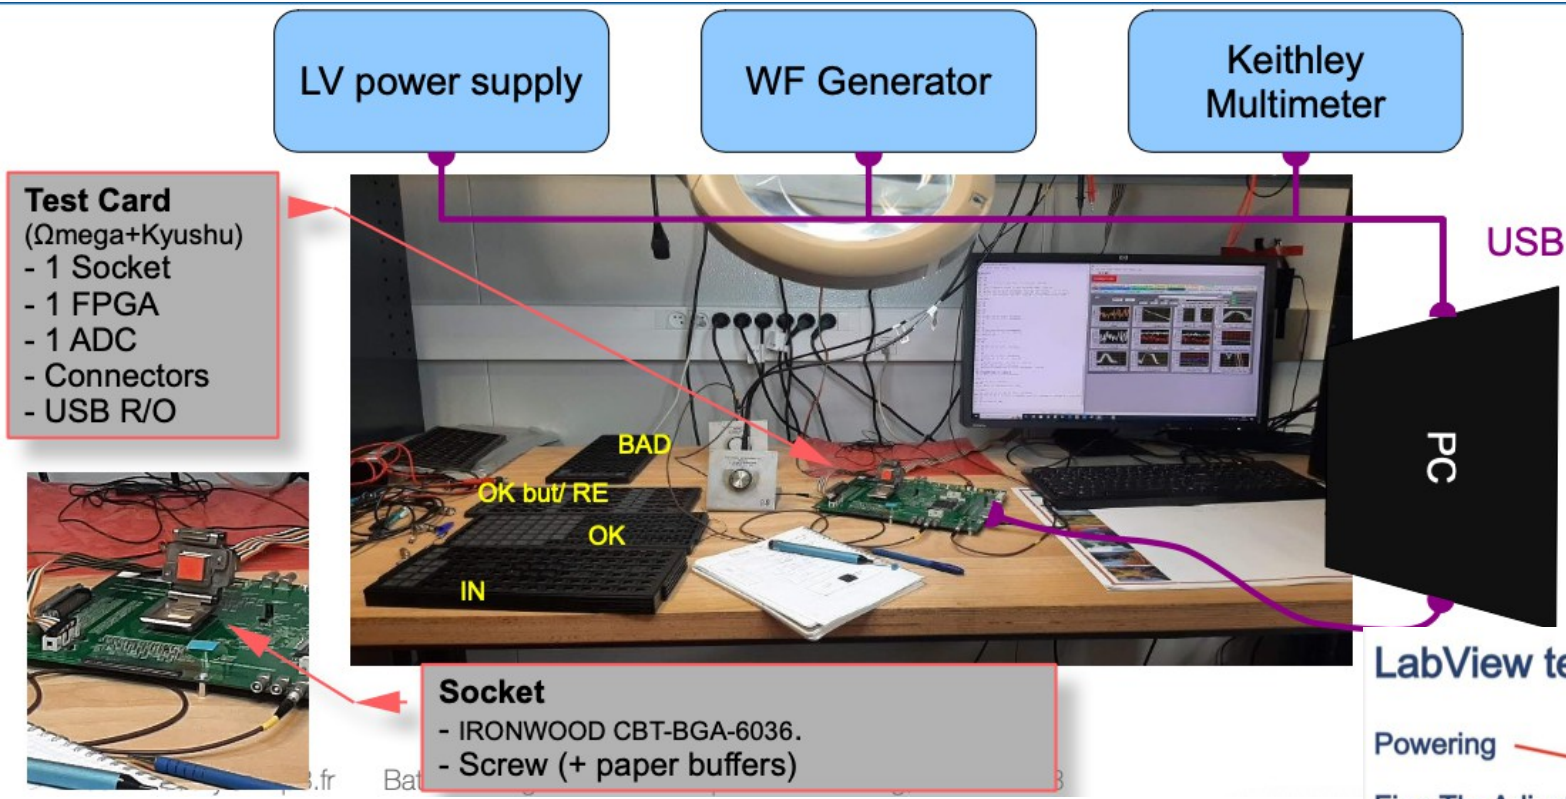 LV power supply
WF Generator
Keithley
Multimeter
Test Card
(Ωmega+Kyushu)
- 1 Socket
- 1 FPGA
- 1 ADC
- Connectors
- USB R/O
USB
PC
BAD
OK but/ RE
OK
IN
Socket
- IRONWOOD CBT-BGA-6036.
- Screw (+ paper buffers)
LabView te
Powering
.fr
Bat